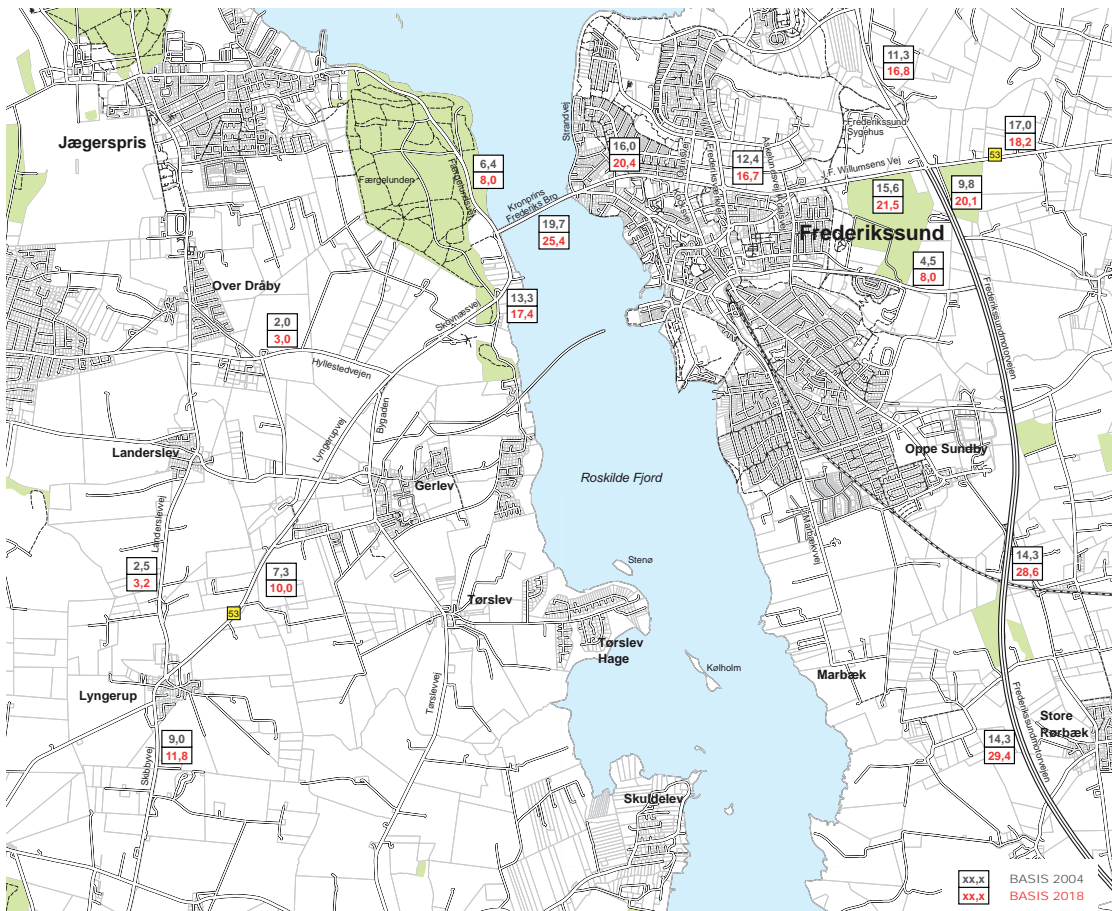 11,3
16,8
Strandvej
Frederikssund
Sygehus
17,0
18,2
53
Jægerspris
16,0
20,4
12,4
16,7
J.F. Willumsens Vej
6,4
8,0
Færgelunden
Færgelundsvej
15,6
21,5
9,8
20,1
Kronprins
Frederiks Bro
19,7
25,4
Frederikssund
4,5
8,0
Over Dråby
13,3
17,4
Skovnæsvej
2,0
3,0
Hyllestedvejen
Frederikssundmotorvejen
Bygaden
Lyngerupvej
Landerslev
Gerlev
Roskilde Fjord
Oppe Sundby
Landerslevvej
Marbækvej
2,5
3,2
7,3
10,0
53
Stenø
14,3
28,6
Tørslev
Tørslev
Hage
Kølholm
Marbæk
Lyngerup
Tørslevvej
Frederikssundmotorvejen
Store
Rørbæk
9,0
11,8
Skibbyvej
14,3
29,4
Skuldelev
xx,x
BASIS 2004
xx,x
BASIS 2018